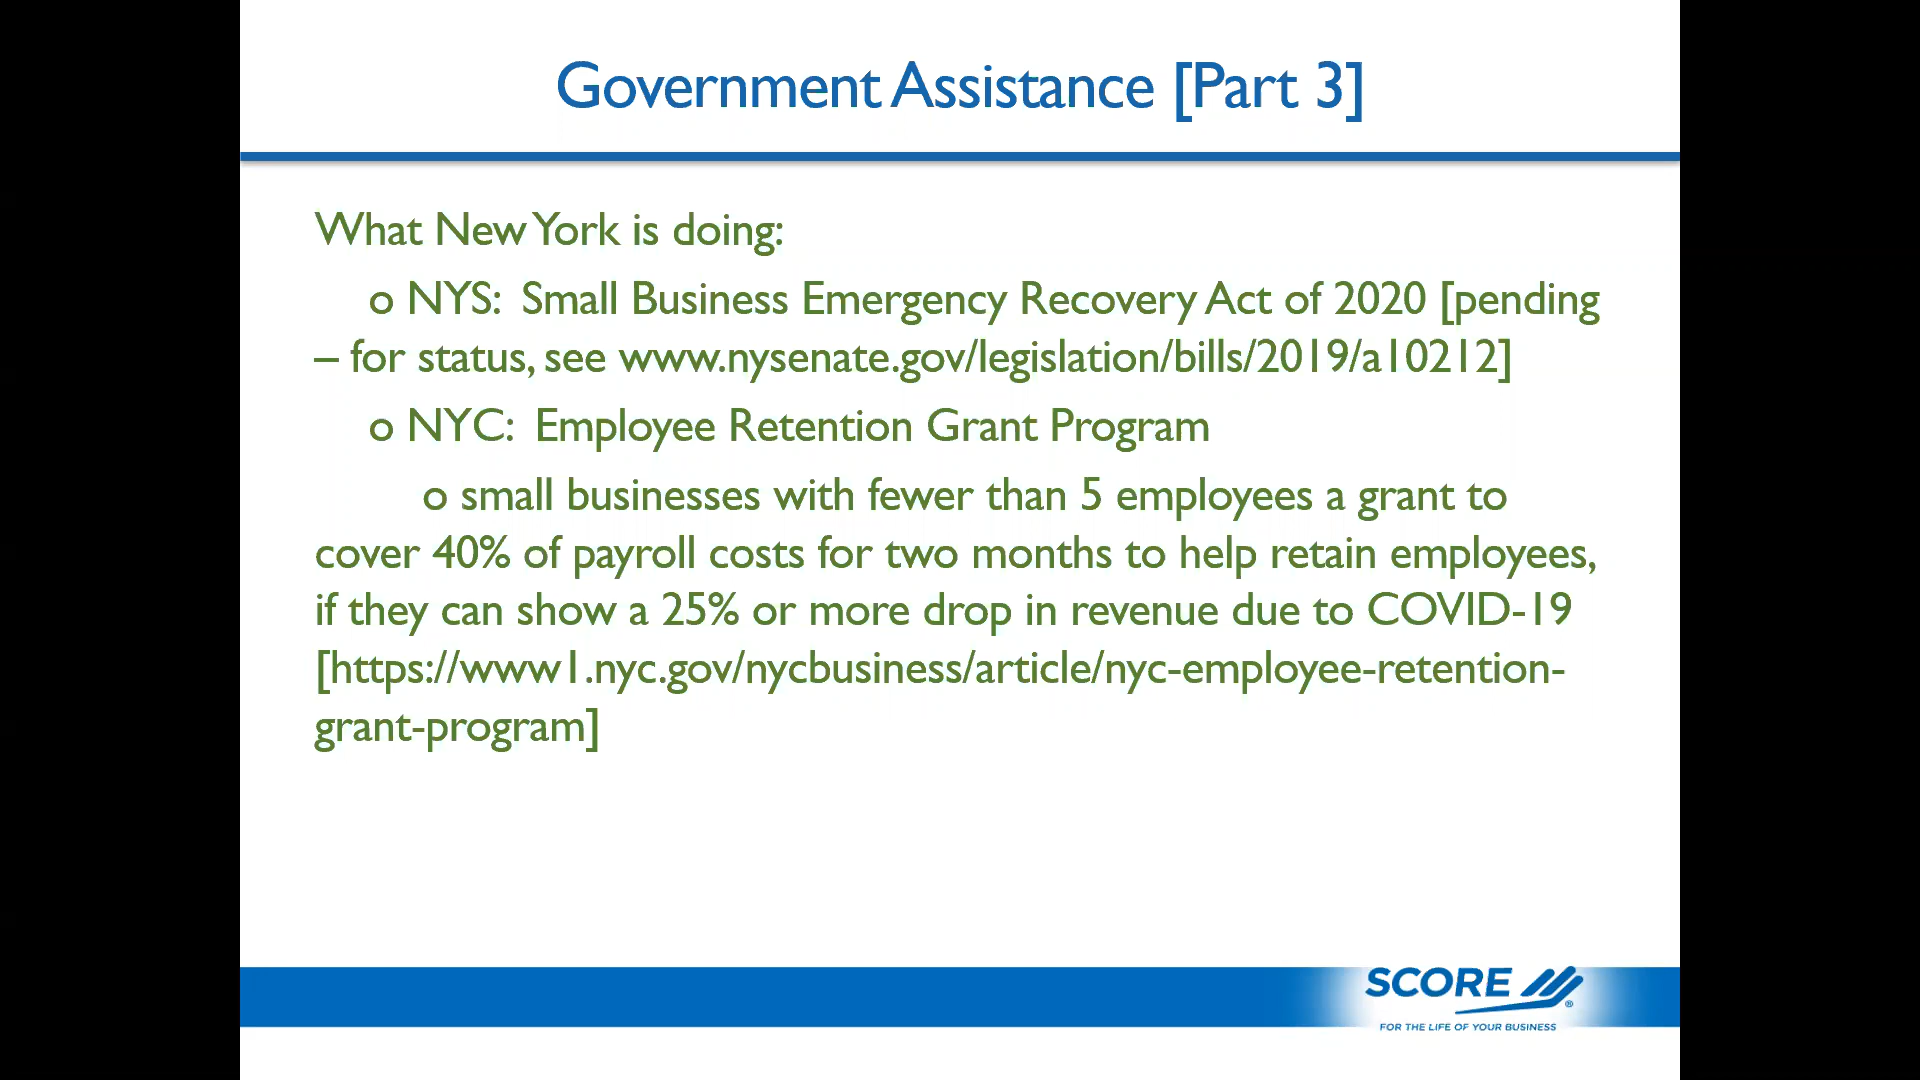 Government Assistance [Part 3]
What New York is doing:
o NYS: Small Business Emergency Recovery Act of 2020 [pending
– for status, see www.nysenate.gov/legislation/bills/2019/a10212]
o NYC: Employee Retention Grant Program
o small businesses with fewer than 5 employees a grant to
cover 40% of payroll costs for two months to help retain employees,
if they can show a 25% or more drop in revenue due to COVID-19
[https://www1.nyc.gov/nycbusiness/article/nyc-employee-retention-
grant-program]
SCORE
®
FOR THE LIFE OF YOUR BUSINESS